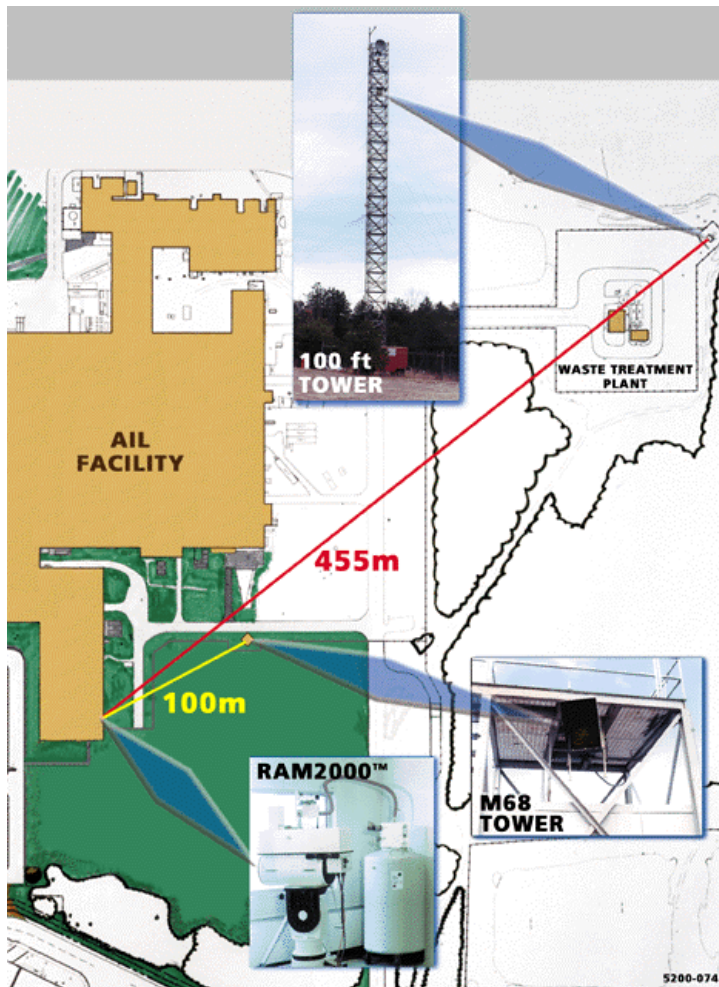 100 ft
TOWER
WASTE TREATMENT
PLANT
AIL
FACILITY
455m
100m
RAM2000™
M68
TOWER
5200-074